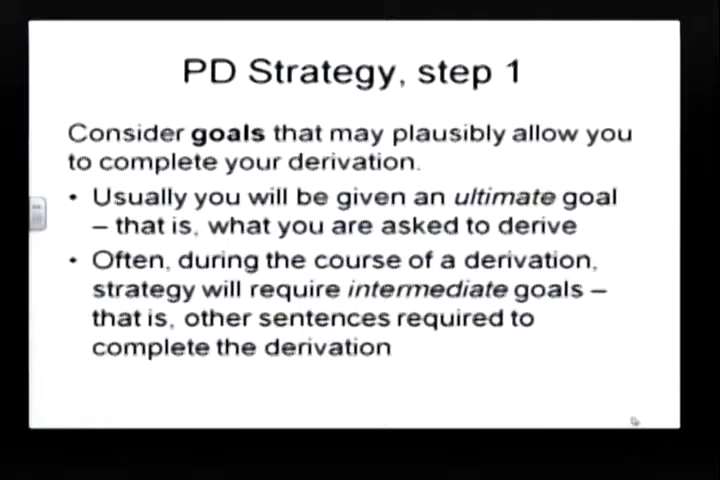 PD Strategy, step 1
Consider goals that may plausibly allow you
to complete your derivation.
• Usually you will be given an ultimate goal
– that is, what you are asked to derive
• Often, during the course of a derivation,
strategy will require intermediate goals –
that is, other sentences required to
complete the derivation